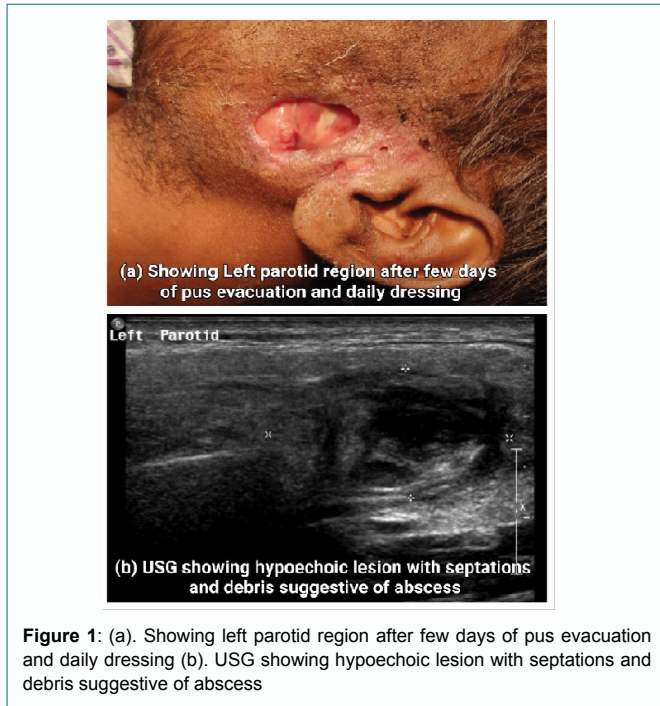 (a) Showing Left parotid region after few days
of pus evacuation and daily dressing
Left Parotid
(b) USG showing hypoechoic lesion with septations
and debris suggestive of abscess
Figure 1: (a). Showing left parotid region after few days of pus evacuation
and daily dressing (b). USG showing hypoechoic lesion with septations and
debris suggestive of abscess